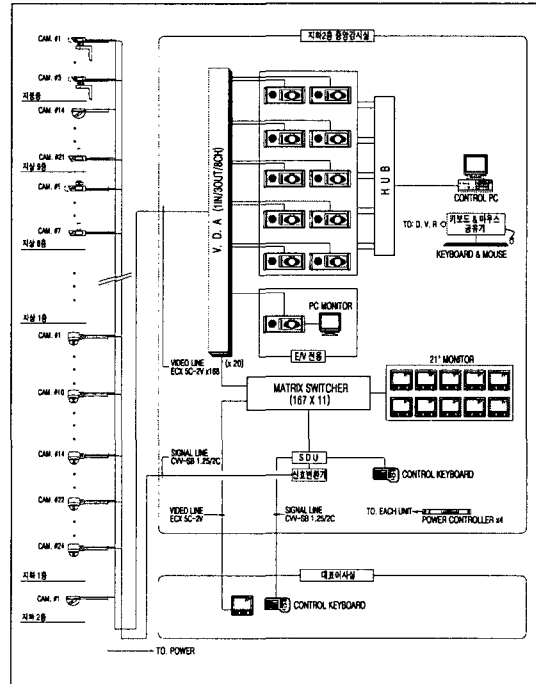 CAM. #1
CAM. #3
지붕층
CAM. #14
CAM. #21
지상 9층
CAM. #1
CAM. #7
지상 8층
지상 1층
CAM. #1
CAM. #10
CAM. #14
CAM. #22
CAM. #24
지하 1층
CAM. #1
지하 2층
TO. POWER
지하2층 중앙감시실
V. D. A (1IN/3OUT/8CH)
(x 20)
HUB
CONTROL PC
TO: D. V. R
키보드 & 마우스
공유기
KEYBOARD & MOUSE
PC MONITOR
E/V 전용
VIDEO LINE
ECX 5C-2V x168
MATRIX SWITCHER
(167 X 11)
21" MONITOR
SIGNAL LINE
CVV-SB 1.25/2C
SDU
신호변환기
CONTROL KEYBOARD
VIDEO LINE
ECX 5C-2V
SIGNAL LINE
CVV-SB 1.25/2C
TO. EACH UNIT
POWER CONTROLLER x4
대표이사실
CONTROL KEYBOARD